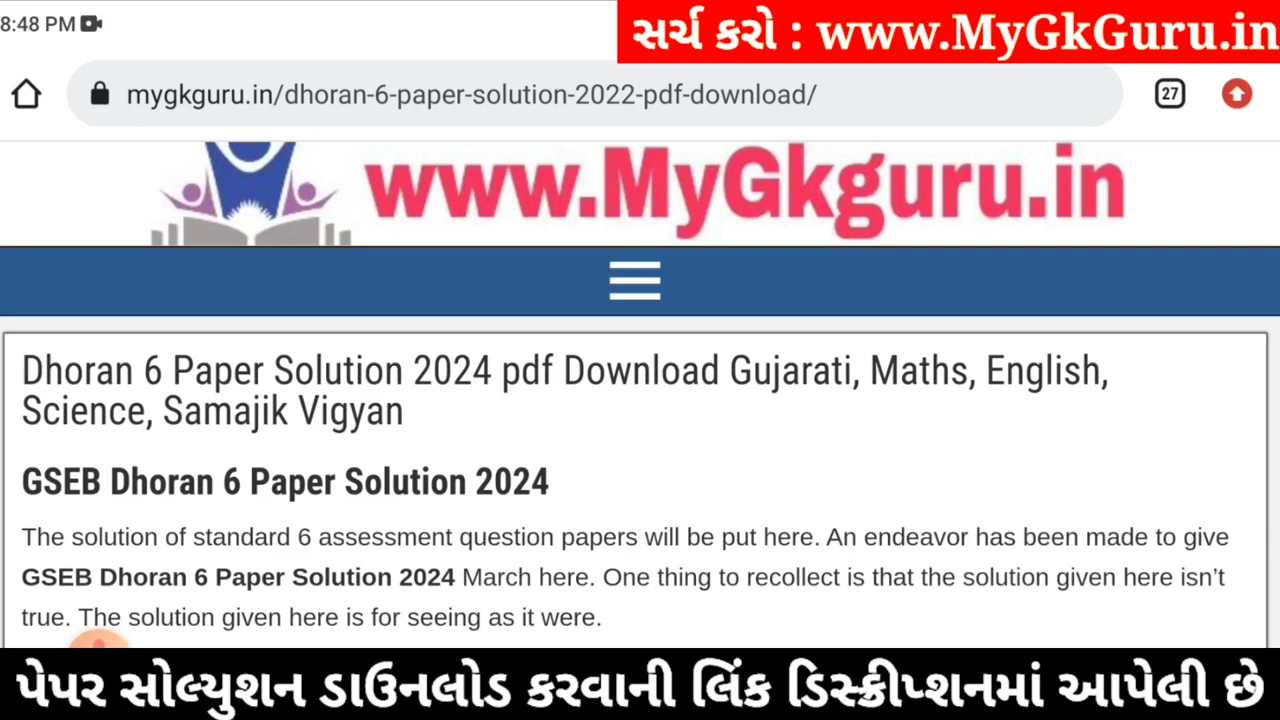 8:48 PM
સર્ચ કરો : www.MyGkGuru.in
mygkguru.in/dhoran-6-paper-solution-2022-pdf-download/
27
www.MyGkguru.in
Dhoran 6 Paper Solution 2024 pdf Download Gujarati, Maths, English,
Science, Samajik Vigyan
GSEB Dhoran 6 Paper Solution 2024
The solution of standard 6 assessment question papers will be put here. An endeavor has been made to give
GSEB Dhoran 6 Paper Solution 2024 March here. One thing to recollect is that the solution given here isn't
true. The solution given here is for seeing as it were.
પેપર સોલ્યુશન ડાઉનલોડ કરવાની લિંક ડિસ્ક્રીપ્શનમાં આપેલી છે